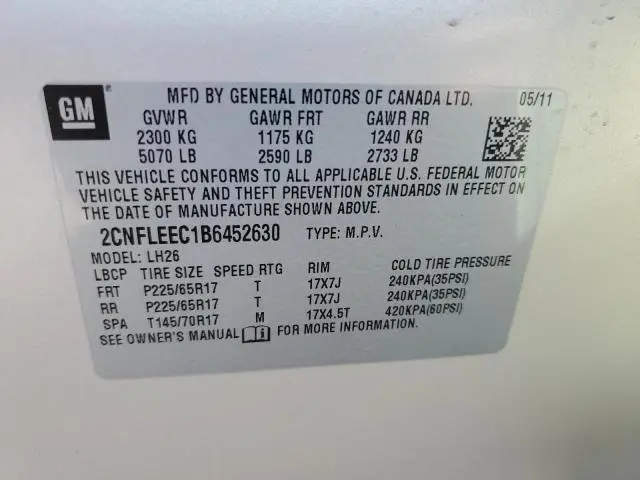 GM
MFD BY GENERAL MOTORS OF CANADA LTD. 05/11
GVWR GAWR FRT GAWR RR
2300 KG 1175 KG 1240 KG
5070 LB 2590 LB 2733 LB
THIS VEHICLE CONFORMS TO ALL APPLICABLE U.S. FEDERAL MOTOR
VEHICLE SAFETY AND THEFT PREVENTION STANDARDS IN EFFECT ON
THE DATE OF MANUFACTURE SHOWN ABOVE.
2CNFLEEC1B6452630 TYPE: M.P.V.
MODEL: LH26
LBCP TIRE SIZE SPEED RTG RIM COLD TIRE PRESSURE
FRT P225/65R17 T 17X7J 240KPA(35PSI)
RR P225/65R17 T 17X7J 240KPA(35PSI)
SPA T145/70R17 M 17X4.5T 420KPA(60PSI)
SEE OWNER'S MANUAL FOR MORE INFORMATION.